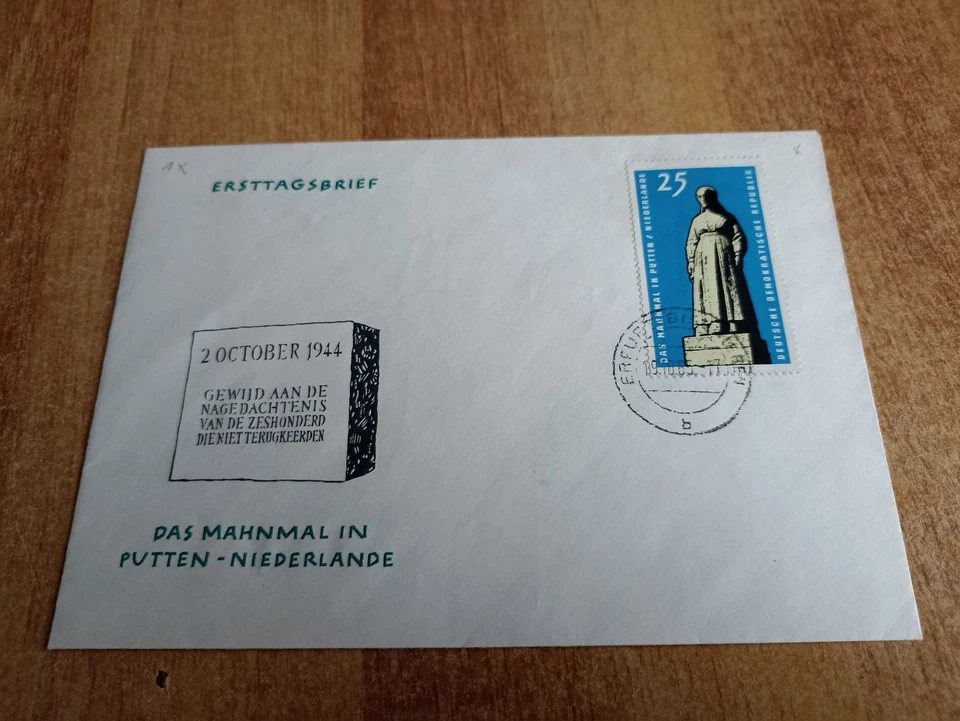 ERSTTAGSBRIEF
25
DAS MAHNMAL IN PUTTEN / NIEDERLANDE
DEUTSCHE DEMOKRATISCHE REPUBLIK
2 OCTOBER 1944
GEWIJD AAN DE
NAGEDACHTENIS
VAN DE ZESHONDERD
DIE NIET TERUGKEERDEN
DAS MAHNMAL IN
PUTTEN - NIEDERLANDE
ERFURT
b